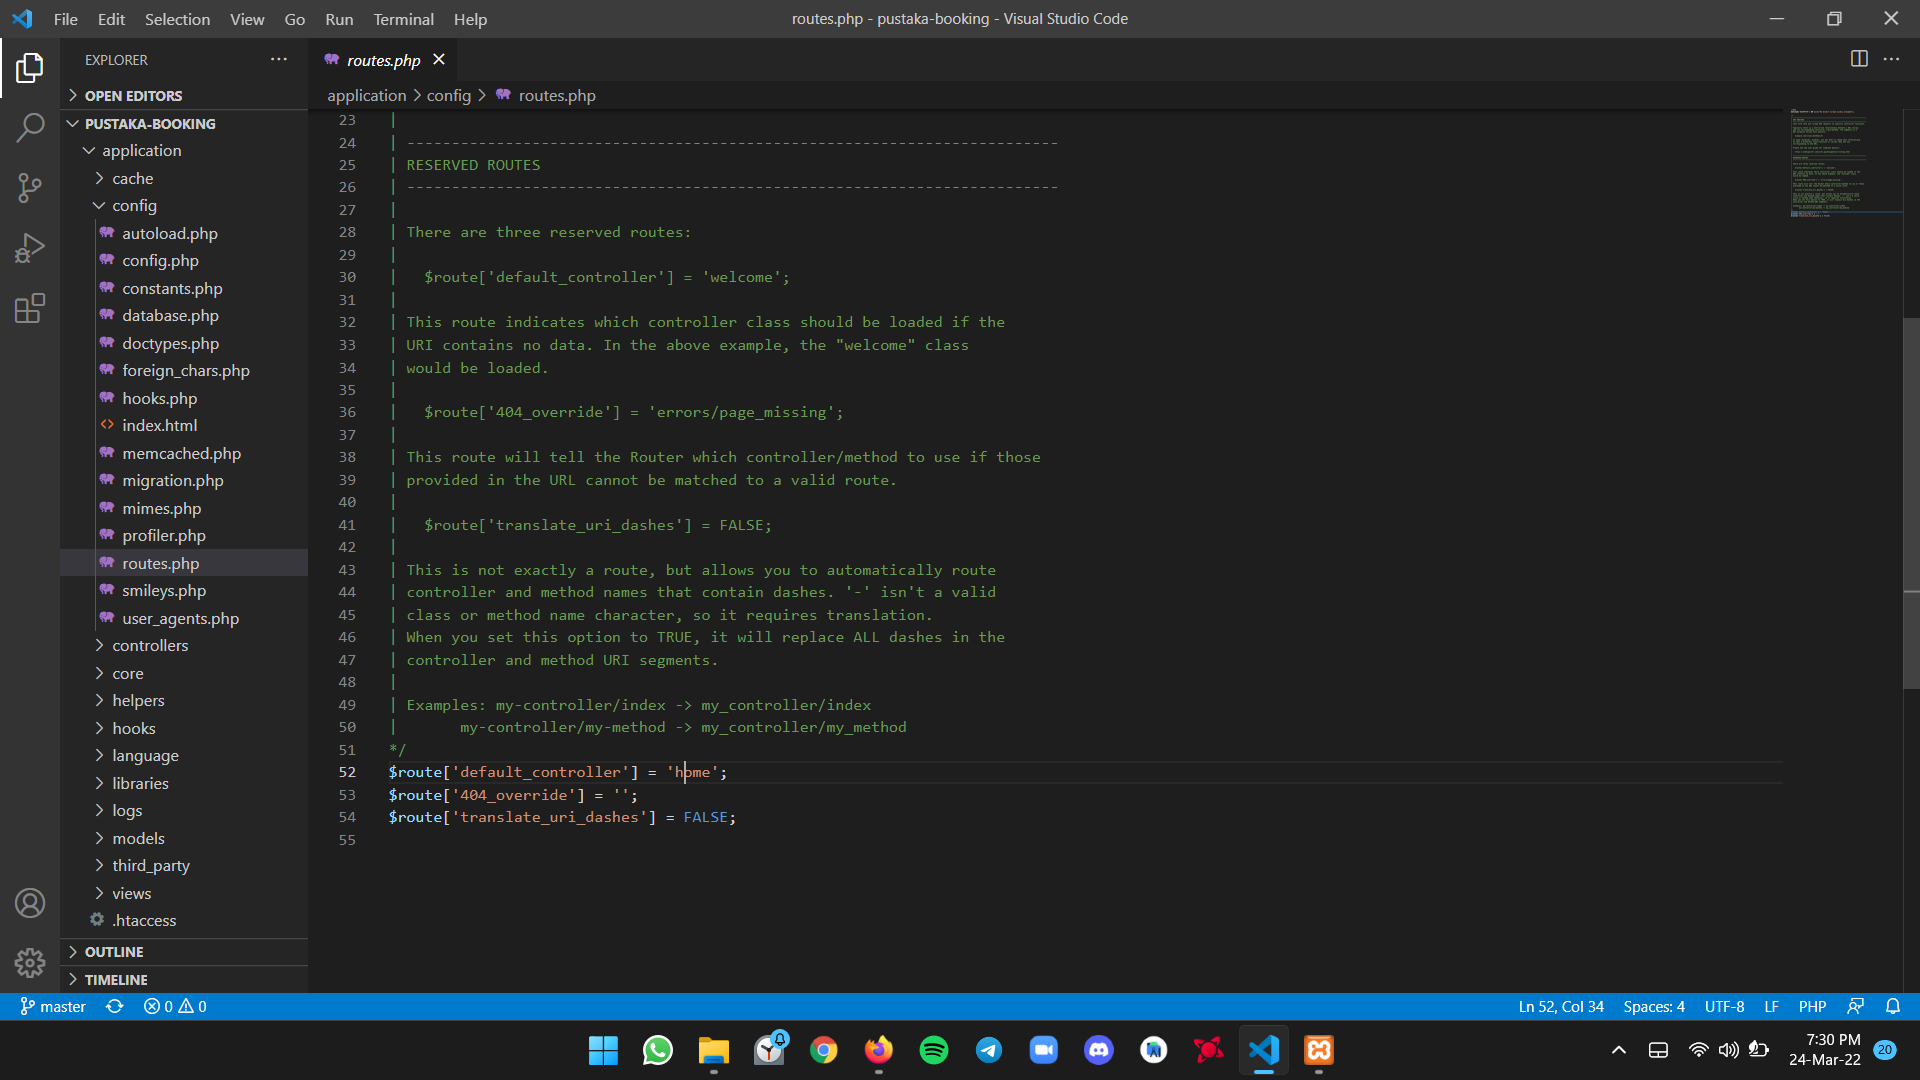 File Edit Selection View Go Run Terminal Help
routes.php - pustaka-booking - Visual Studio Code
EXPLORER
OPEN EDITORS
PUSTAKA-BOOKING
application
cache
config
autoload.php
config.php
constants.php
database.php
doctypes.php
foreign_chars.php
hooks.php
index.html
memcached.php
migration.php
mimes.php
profiler.php
routes.php
smileys.php
user_agents.php
controllers
core
helpers
hooks
language
libraries
logs
models
third_party
views
.htaccess
OUTLINE
TIMELINE
routes.php
application > config > routes.php
23 |
24 | -------------------------------------------------------------------------
25 | RESERVED ROUTES
26 | -------------------------------------------------------------------------
27 |
28 | There are three reserved routes:
29 |
30 | $route['default_controller'] = 'welcome';
31 |
32 | This route indicates which controller class should be loaded if the
33 | URI contains no data. In the above example, the "welcome" class
34 | would be loaded.
35 |
36 | $route['404_override'] = 'errors/page_missing';
37 |
38 | This route will tell the Router which controller/method to use if those
39 | provided in the URL cannot be matched to a valid route.
40 |
41 | $route['translate_uri_dashes'] = FALSE;
42 |
43 | This is not exactly a route, but allows you to automatically route
44 | controller and method names that contain dashes. '-' isn't a valid
45 | class or method name character, so it requires translation.
46 | When you set this option to TRUE, it will replace ALL dashes in the
47 | controller and method URI segments.
48 |
49 | Examples: my-controller/index -> my_controller/index
50 | my-controller/my-method -> my_controller/my_method
51 */
52 $route['default_controller'] = 'home';
53 $route['404_override'] = '';
54 $route['translate_uri_dashes'] = FALSE;
55
master 0 0
Ln 52, Col 34 Spaces: 4 UTF-8 LF PHP
7:30 PM
24-Mar-22
20